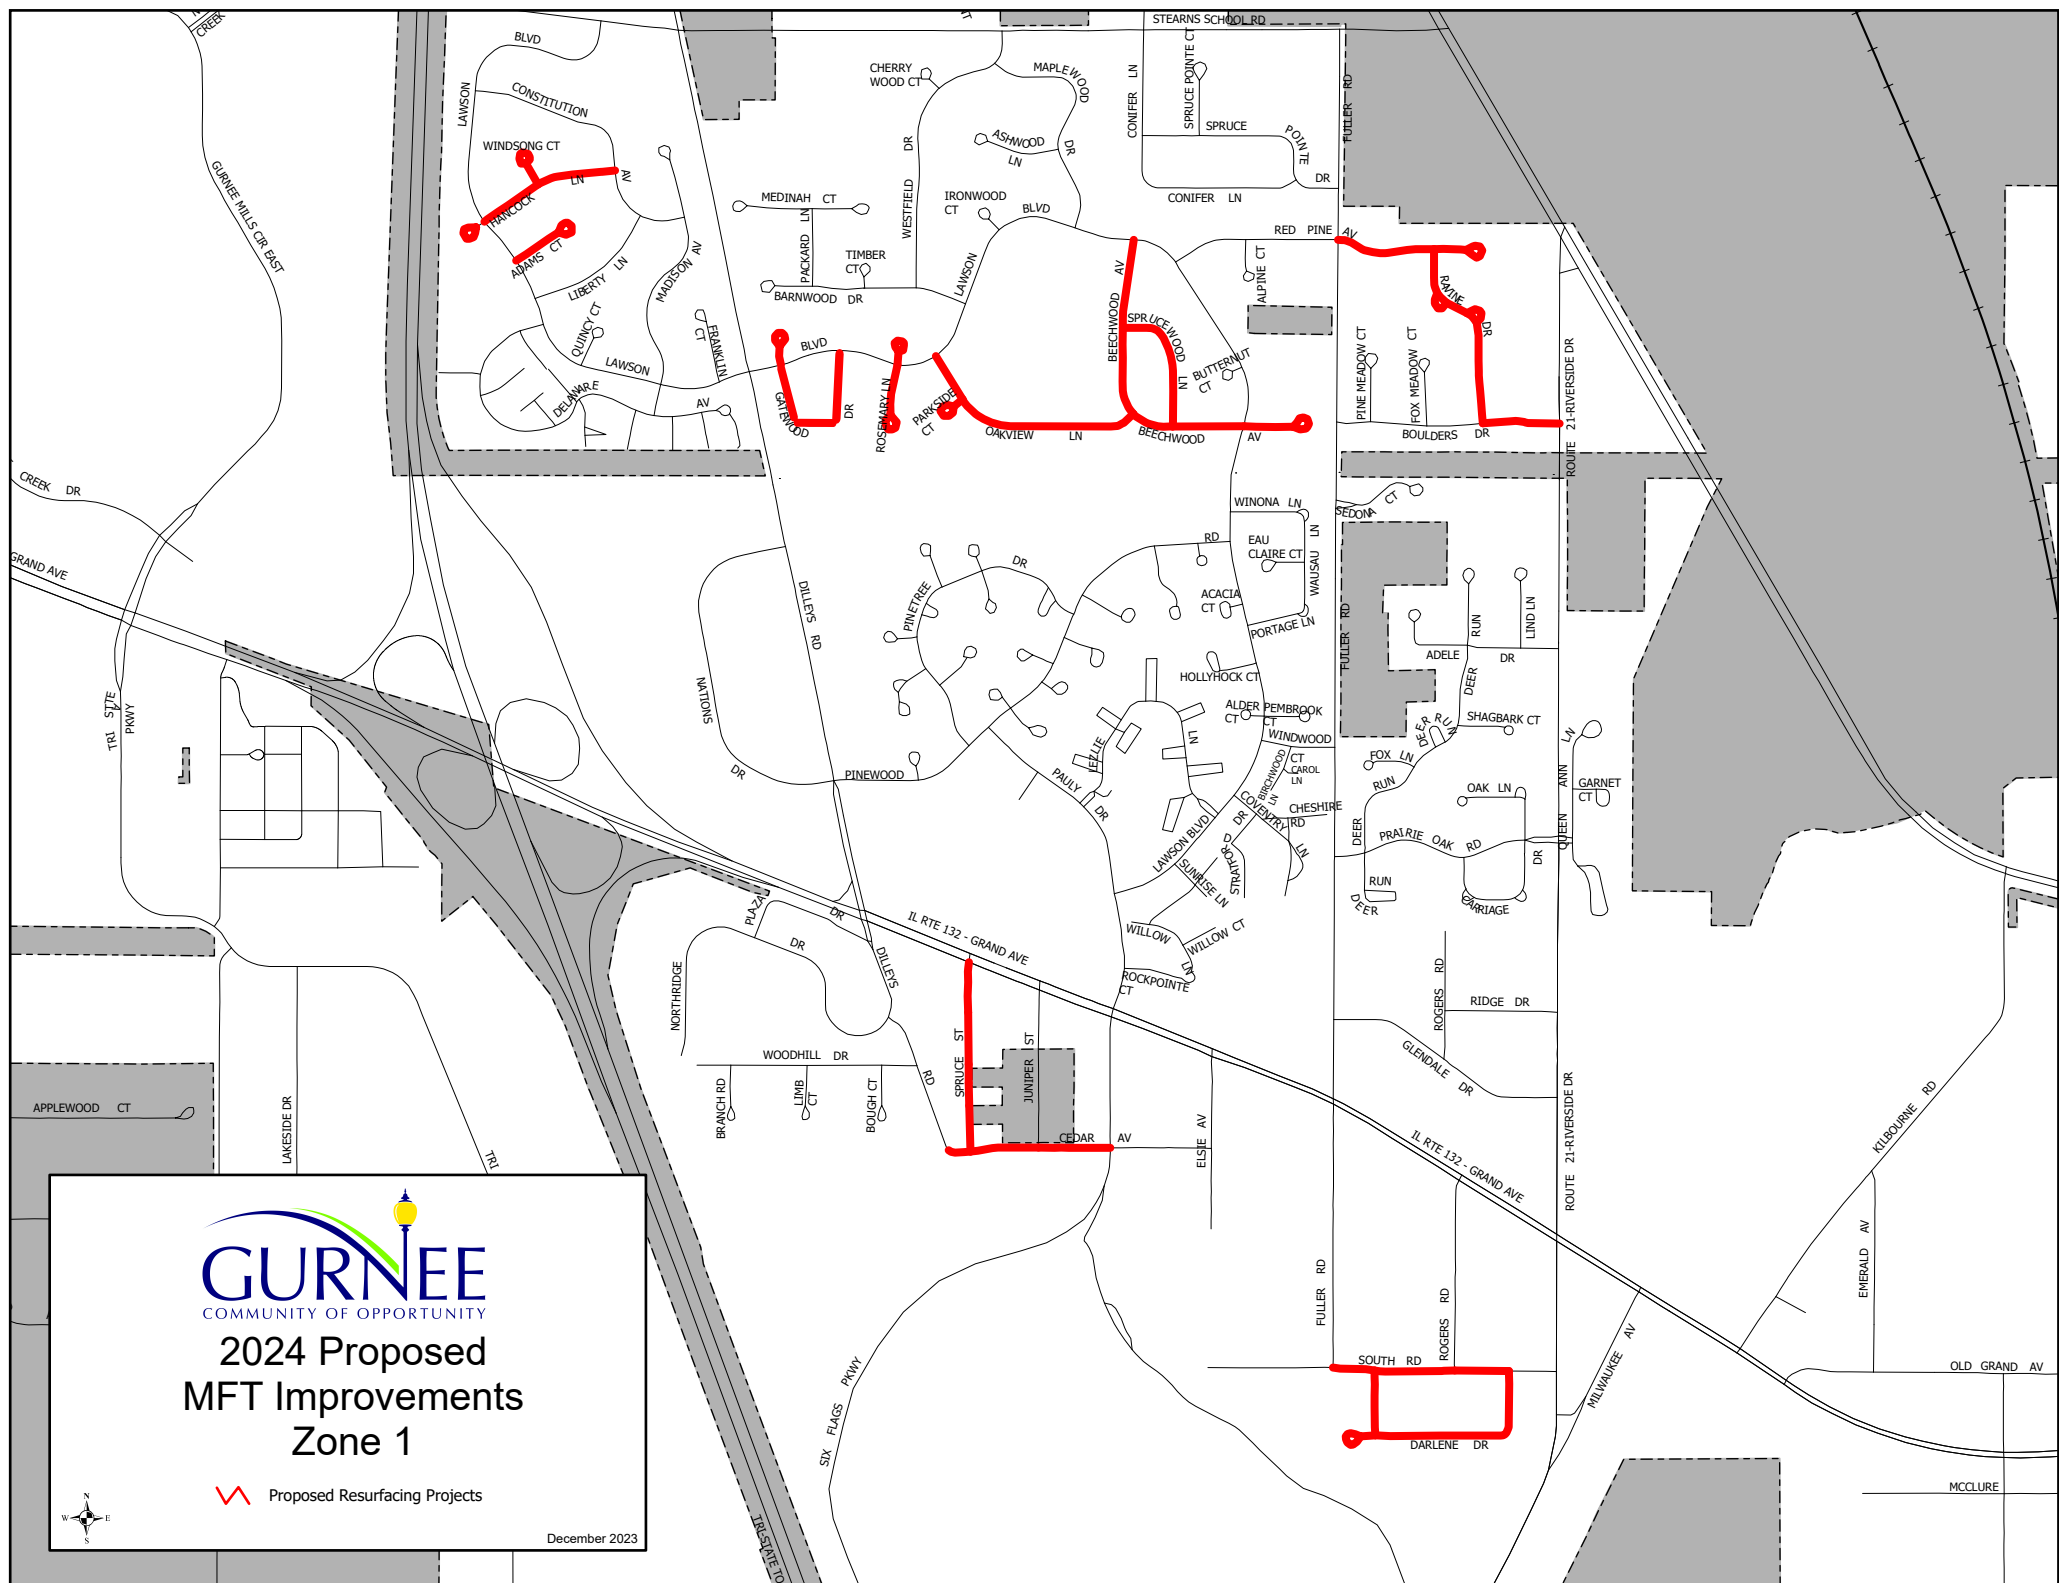 CREEK
STEARNS SCHOOL RD
BLVD
LAWSON
CONSTITUTION
AV
WINDSONG CT
HANCOCK
LN
ADAMS CT
LIBERTY LN
MADISON AV
QUINCY CT
FRANKLIN
CT
LAWSON
DELAWARE
AV
GURNEE MILLS CIR EAST
CHERRY
WOOD CT
MAPLEWOOD
DR
ASHWOOD
LN
WESTFIELD DR
IRONWOOD
CT
BLVD
MEDINAH CT
PACKARD LN
TIMBER
CT
BARNWOOD DR
LAWSON
BLVD
GATEWOOD
DR
ROSEMARY LN
PARKSIDE
CT
OAKVIEW LN
BEECHWOOD AV
SPRUCEWOOD
LN
BUTTERNUT
CT
BEECHWOOD AV
CONIFER LN
SPRUCE POINTE CT
SPRUCE
POINTE
DR
CONIFER LN
FULLER RD
RED PINE AV
ALPINE CT
RAVINE
DR
PINE MEADOW CT
FOX MEADOW CT
BOULDERS DR
ROUTE 21-RIVERSIDE DR
CREEK DR
GRAND AVE
WINONA LN
SEDONA CT
EAU
CLAIRE CT
WAUSAU LN
RD
DR
PINETREE
ACACIA
CT
PORTAGE LN
HOLLYHOCK CT
ALDER
CT
PEMBROOK
CT
WINDWOOD
CT
BIRCHWOOD
LN
CAROL
LN
COVENTRY
LN
CHESHIRE
RD
DR
STRATFORD
LAWSON BLVD
SUNRISE LN
WILLOW
LN
WILLOW CT
ROCKPOINTE
CT
LEZLIE
LN
PAULY
DR
PINEWOOD
NATIONS
DR
DILLEYS
RD
FULLER RD
ADELE DR
RUN
LIND LN
DEER
DEER RUN
SHAGBARK CT
FOX LN
RUN
DEER
OAK LN
PRAIRIE OAK RD
DR
RUN
DEER
CARRIAGE
QUEEN ANN LN
GARNET
CT
TRI STATE
PKWY
PLAZA
DR
DR
NORTHRIDGE
DILLEYS
RD
IL RTE 132 - GRAND AVE
WOODHILL DR
BRANCH RD
LIMB
CT
BOUGH CT
SPRUCE ST
JUNIPER ST
CEDAR AV
ELSIE AV
ROGERS RD
RIDGE DR
GLENDALE DR
ROUTE 21-RIVERSIDE DR
IL RTE 132 - GRAND AVE
KILBOURNE RD
EMERALD AV
OLD GRAND AV
MCCLURE
MILWAUKEE AV
FULLER RD
ROGERS RD
SOUTH RD
DARLENE DR
SIX FLAGS PKWY
APPLEWOOD CT
LAKESIDE DR
TRI
TRI-STATE TO
GURNEE
COMMUNITY OF OPPORTUNITY
2024 Proposed
MFT Improvements
Zone 1
Proposed Resurfacing Projects
N
W E
S
December 2023